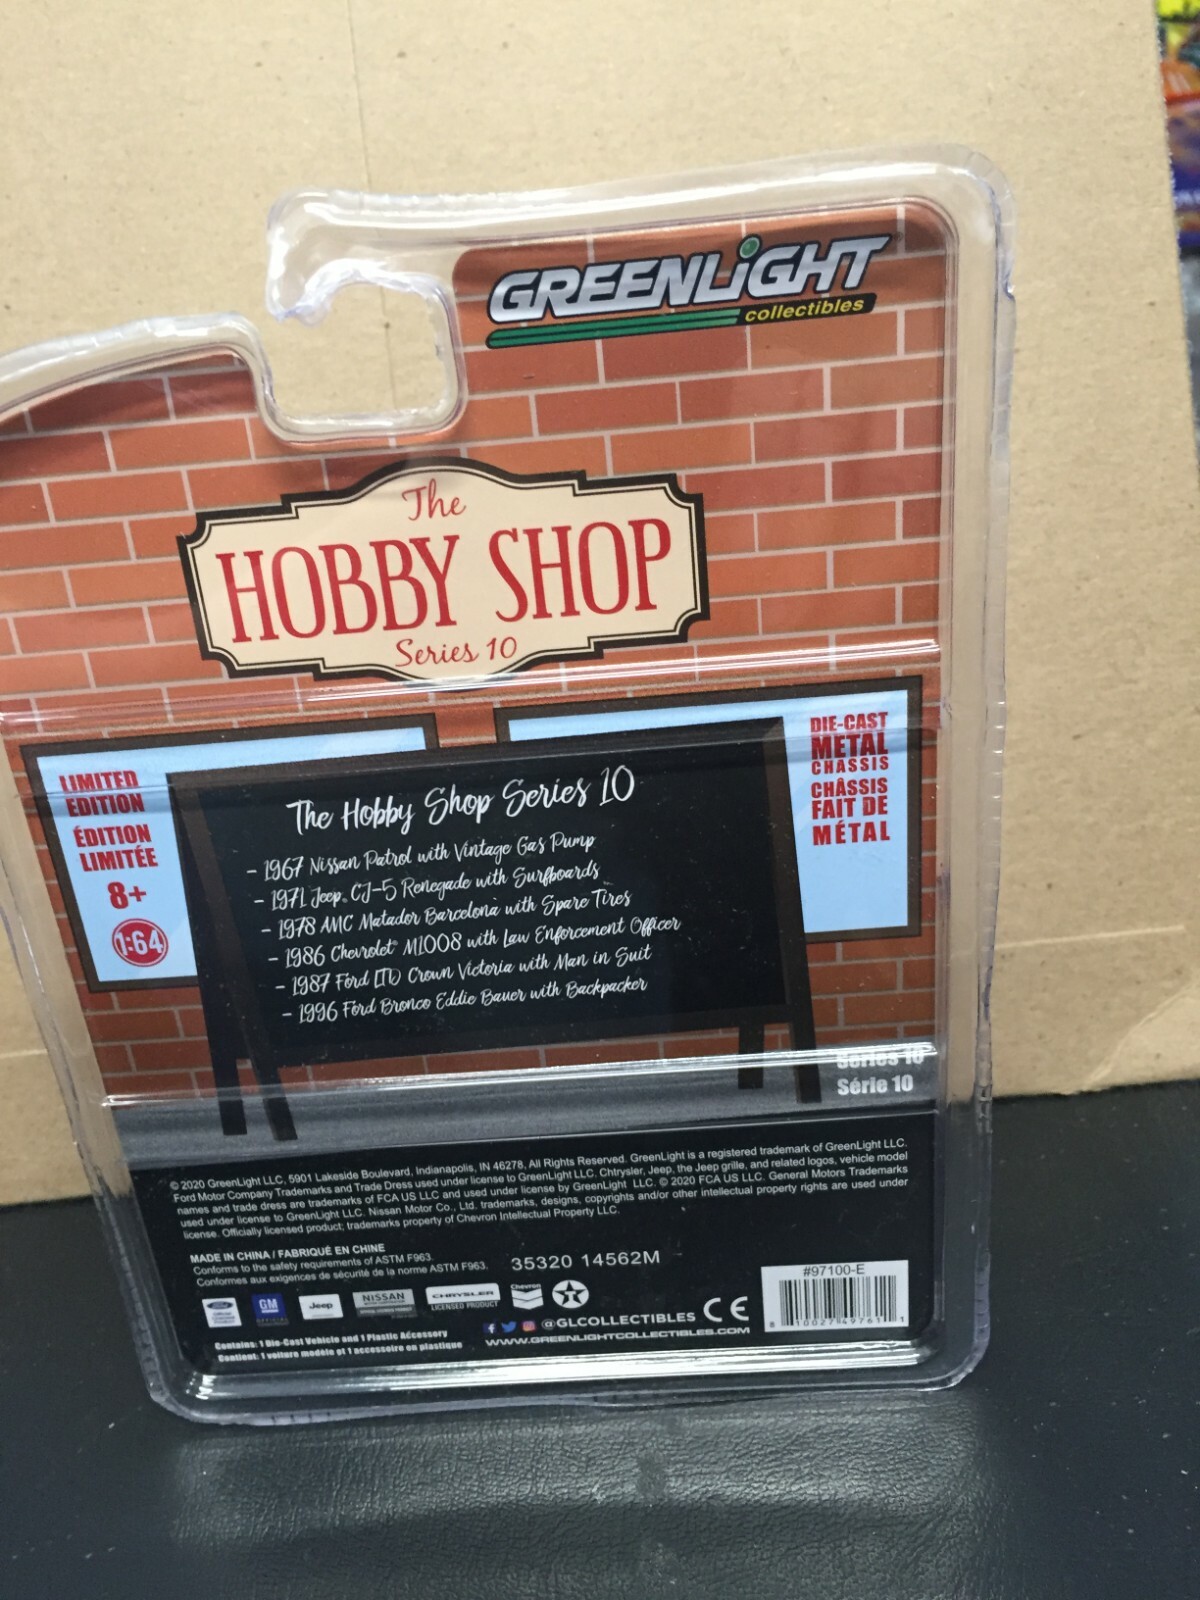 GREENLiGHT
collectibles
The
HOBBY SHOP
Series 10
LIMITED
EDITION
ÉDITION
LIMITÉE
8+
1:64
DIE-CAST
METAL
CHASSIS
CHÂSSIS
FAIT DE
MÉTAL
The Hobby Shop Series 10
- 1967 Nissan Patrol with Vintage Gas Pump
- 1971 Jeep® CJ-5 Renegade with Surfboards
- 1978 AMC Matador Barcelona with Spare Tires
- 1986 Chevrolet® M1008 with Law Enforcement Officer
- 1987 Ford LTD Crown Victoria with Man in Suit
- 1996 Ford Bronco Eddie Bauer with Backpacker
Series 10
Série 10
© 2020 GreenLight LLC, 5901 Lakeside Boulevard, Indianapolis, IN 46278, All Rights Reserved. GreenLight is a registered trademark of GreenLight LLC.
Ford Motor Company Trademarks and Trade Dress used under license to GreenLight LLC. Chtrysler, Jeep, the Jeep grille, and related logos, vehicle model
names and trade dress are trademarks of FCA US LLC and used under license by GreenLight LLC. © 2020 FCA US LLC. General Motors Trademarks
used under license to GreenLight LLC. Nissan Motor Co., Ltd. trademarks, designs, copyrights and/or other intellectual property rights are used under
license. Officially licensed product; trademarks property of Chevron Intellectual Property LLC.
MADE IN CHINA / FABRIQUÉ EN CHINE
Conforms to the safety requirements of ASTM F963.
Conformes aux exigences de sécurité de la norme ASTM F963.
35320 14562M
#97100-E
Ford
GM
Jeep
NISSAN
CHRYSLER
LICENSED PRODUCT
Chevron
@GLCOLLECTIBLES
CE
WWW.GREENLIGHTCOLLECTIBLES.COM
Contains: 1 Die-Cast Vehicle and 1 Plastic Accessory
Contient: 1 voiture modèle et 1 accessoire en plastique
8 10027 49761 1